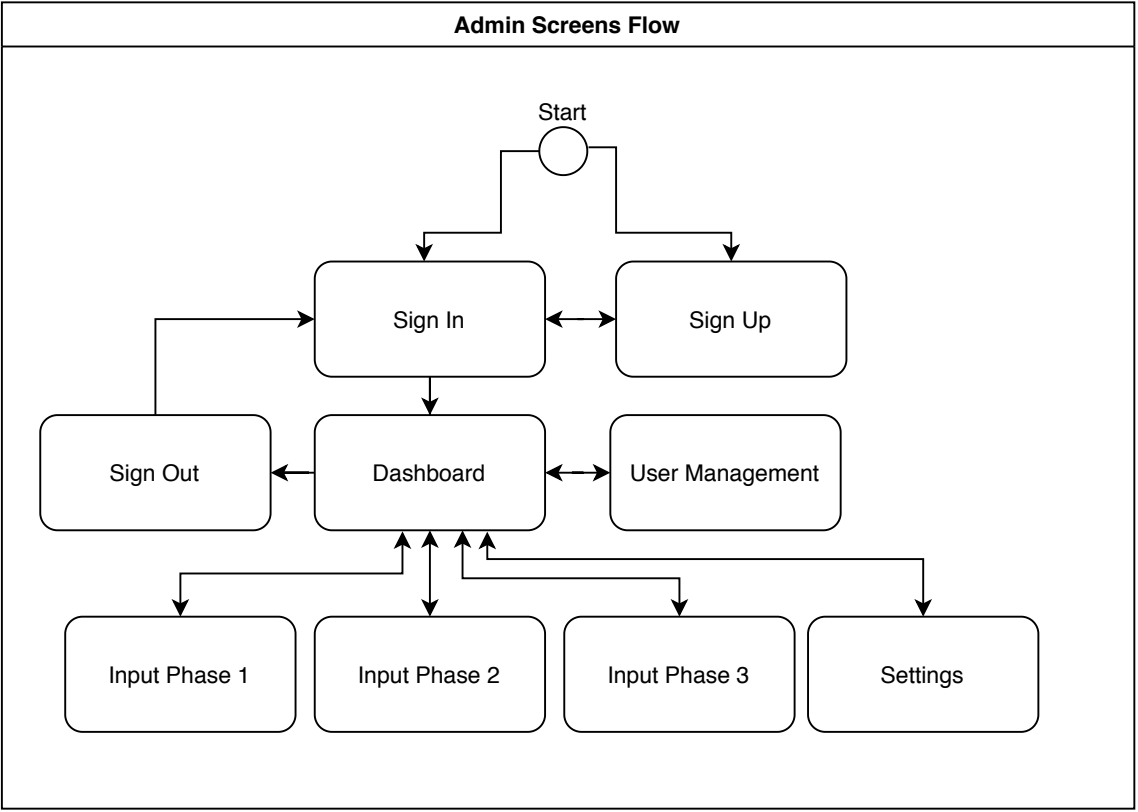 Admin Screens Flow
Start
Sign In
Sign Up
Sign Out
Dashboard
User Management
Input Phase 1
Input Phase 2
Input Phase 3
Settings